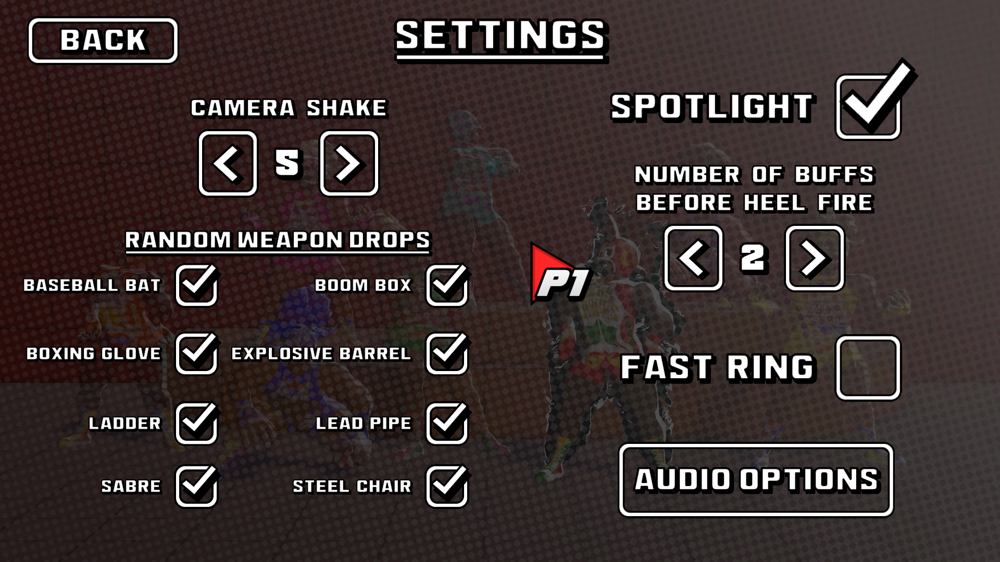 BACK
SETTINGS
CAMERA SHAKE
< 5 >
SPOTLIGHT
NUMBER OF BUFFS
BEFORE HEEL FIRE
< 2 >
RANDOM WEAPON DROPS
BASEBALL BAT
BOOM BOX
BOXING GLOVE
EXPLOSIVE BARREL
LADDER
LEAD PIPE
SABRE
STEEL CHAIR
P1
FAST RING
AUDIO OPTIONS